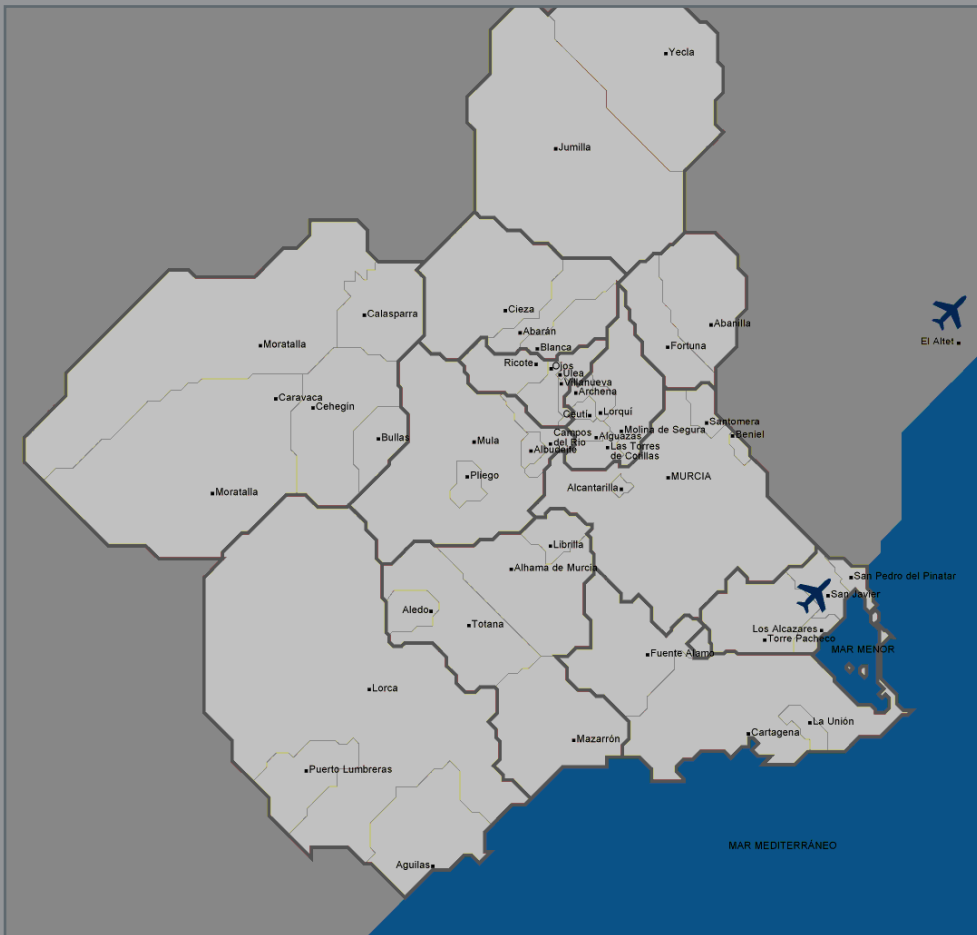 Yecla
Jumilla
Calasparra
Cieza
Abanilla
Abarán
El Altet
Moratalla
Blanca
Fortuna
Ricote
Ojos
Ulea
Villanueva
Archena
Caravaca
Cehegín
Ceutí
Lorquí
Santomera
Bullas
Mula
Albudeite
Campos
del Río
Alguazas
Molina de Segura
Beniel
Las Torres
de Cotillas
Pliego
Alcantarilla
MURCIA
Moratalla
Librilla
Alhama de Murcia
San Pedro del Pinatar
San Javier
Aledo
Totana
Los Alcazares
Torre Pacheco
MAR MENOR
Fuente Alamo
Lorca
La Unión
Cartagena
Mazarrón
Puerto Lumbreras
MAR MEDITERRÁNEO
Aguilas